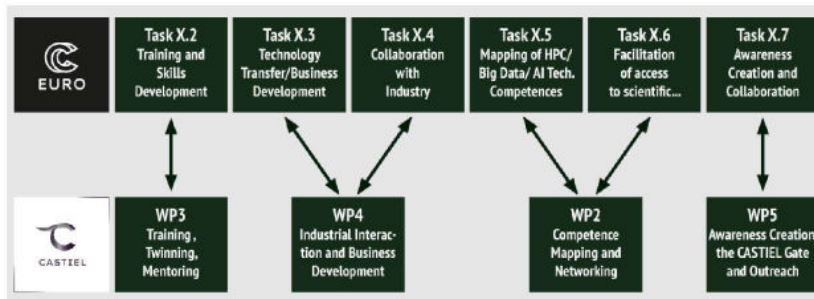 EURO
Task X.2
Training and
Skills
Development
Task X.3
Technology
Transfer/Business
Development
Task X.4
Collaboration
with
Industry
Task X.5
Mapping of HPC/
Big Data/ AI Tech.
Competences
Task X.6
Facilitation
of access
to scientific...
Task X.7
Awareness
Creation and
Collaboration
CASTIEL
WP3
Training ,
Twinning,
Mentoring
WP4
Industrial Interac-
tion and Business
Development
WP2
Competence
Mapping and
Networking
WP5
Awareness Creation
the CASTIEL Gate
and Outreach